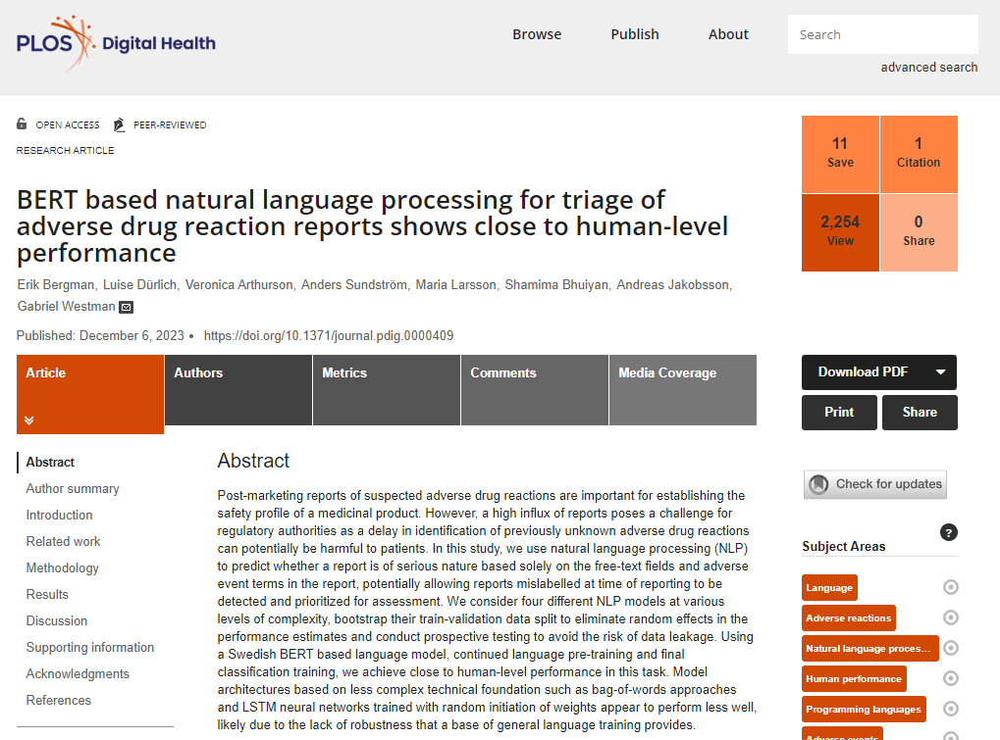 PLOS Digital Health
Browse
Publish
About
Search
advanced search
OPEN ACCESS
PEER-REVIEWED
RESEARCH ARTICLE
11
Save
1
Citation
2,254
View
0
Share
BERT based natural language processing for triage of
adverse drug reaction reports shows close to human-level
performance
Erik Bergman, Luise Dürlich, Veronica Arthurson, Anders Sundström, Maria Larsson, Shamima Bhuiyan, Andreas Jakobsson,
Gabriel Westman
Published: December 6, 2023 • https://doi.org/10.1371/journal.pdig.0000409
Article
Authors
Metrics
Comments
Media Coverage
Download PDF
Print
Share
Abstract
Author summary
Introduction
Related work
Methodology
Results
Discussion
Supporting information
Acknowledgments
References
Abstract
Post-marketing reports of suspected adverse drug reactions are important for establishing the
safety profile of a medicinal product. However, a high influx of reports poses a challenge for
regulatory authorities as a delay in identification of previously unknown adverse drug reactions
can potentially be harmful to patients. In this study, we use natural language processing (NLP)
to predict whether a report is of serious nature based solely on the free-text fields and adverse
event terms in the report, potentially allowing reports mislabelled at time of reporting to be
detected and prioritized for assessment. We consider four different NLP models at various
levels of complexity, bootstrap their train-validation data split to eliminate random effects in the
performance estimates and conduct prospective testing to avoid the risk of data leakage. Using
a Swedish BERT based language model, continued language pre-training and final
classification training, we achieve close to human-level performance in this task. Model
architectures based on less complex technical foundation such as bag-of-words approaches
and LSTM neural networks trained with random initiation of weights appear to perform less well,
likely due to the lack of robustness that a base of general language training provides.
Check for updates
?
Subject Areas
Language
Adverse reactions
Natural language proces...
Human performance
Programming languages
Adverse events